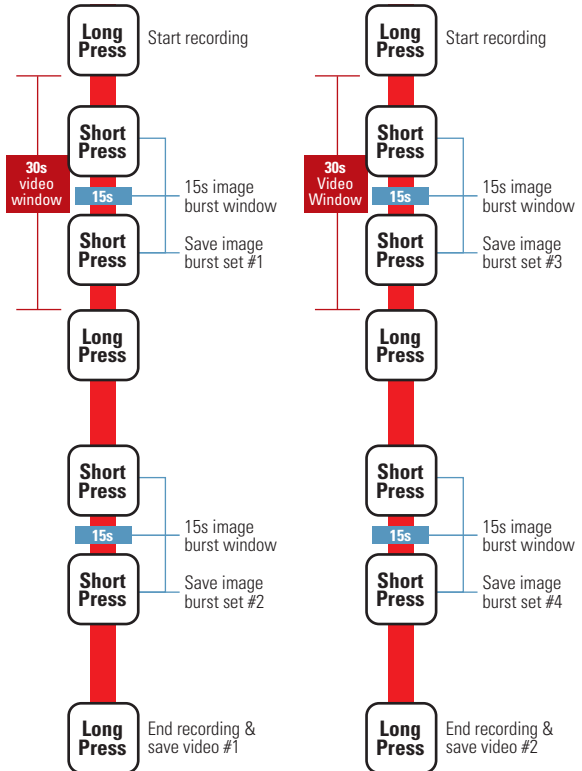 Long
Press
Start recording
Short
Press
30s
video
window
15s
15s image
burst window
Short
Press
Save image
burst set #1
Long
Press
Short
Press
15s
15s image
burst window
Short
Press
Save image
burst set #2
Long
Press
End recording &
save video #1
Long
Press
Start recording
Short
Press
30s
Video
Window
15s
15s image
burst window
Short
Press
Save image
burst set #3
Long
Press
Short
Press
15s
15s image
burst window
Short
Press
Save image
burst set #4
Long
Press
End recording &
save video #2